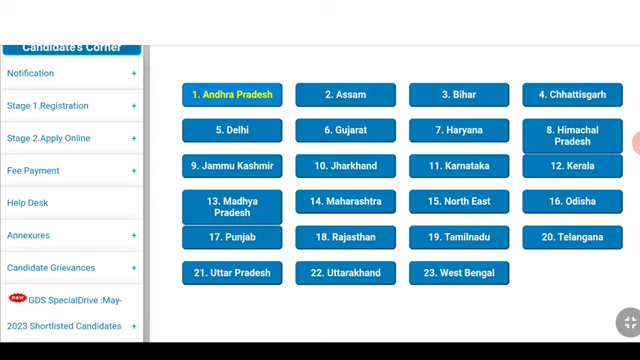 Candidate's Corner
Notification +
Stage 1.Registration +
Stage 2.Apply Online +
Fee Payment +
Help Desk
Annexures +
Candidate Grievances +
new GDS SpecialDrive :May-
2023 Shortlisted Candidates +
1. Andhra Pradesh
2. Assam
3. Bihar
4. Chhattisgarh
5. Delhi
6. Gujarat
7. Haryana
8. Himachal
Pradesh
9. Jammu Kashmir
10. Jharkhand
11. Karnataka
12. Kerala
13. Madhya
Pradesh
14. Maharashtra
15. North East
16. Odisha
17. Punjab
18. Rajasthan
19. Tamilnadu
20. Telangana
21. Uttar Pradesh
22. Uttarakhand
23. West Bengal